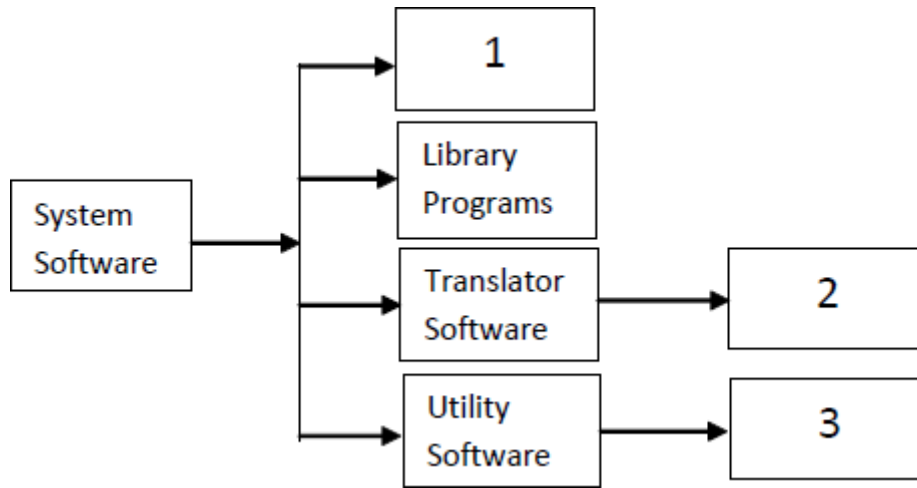 1
Library
Programs
System
Software
Translator
Software
2
Utility
Software
3